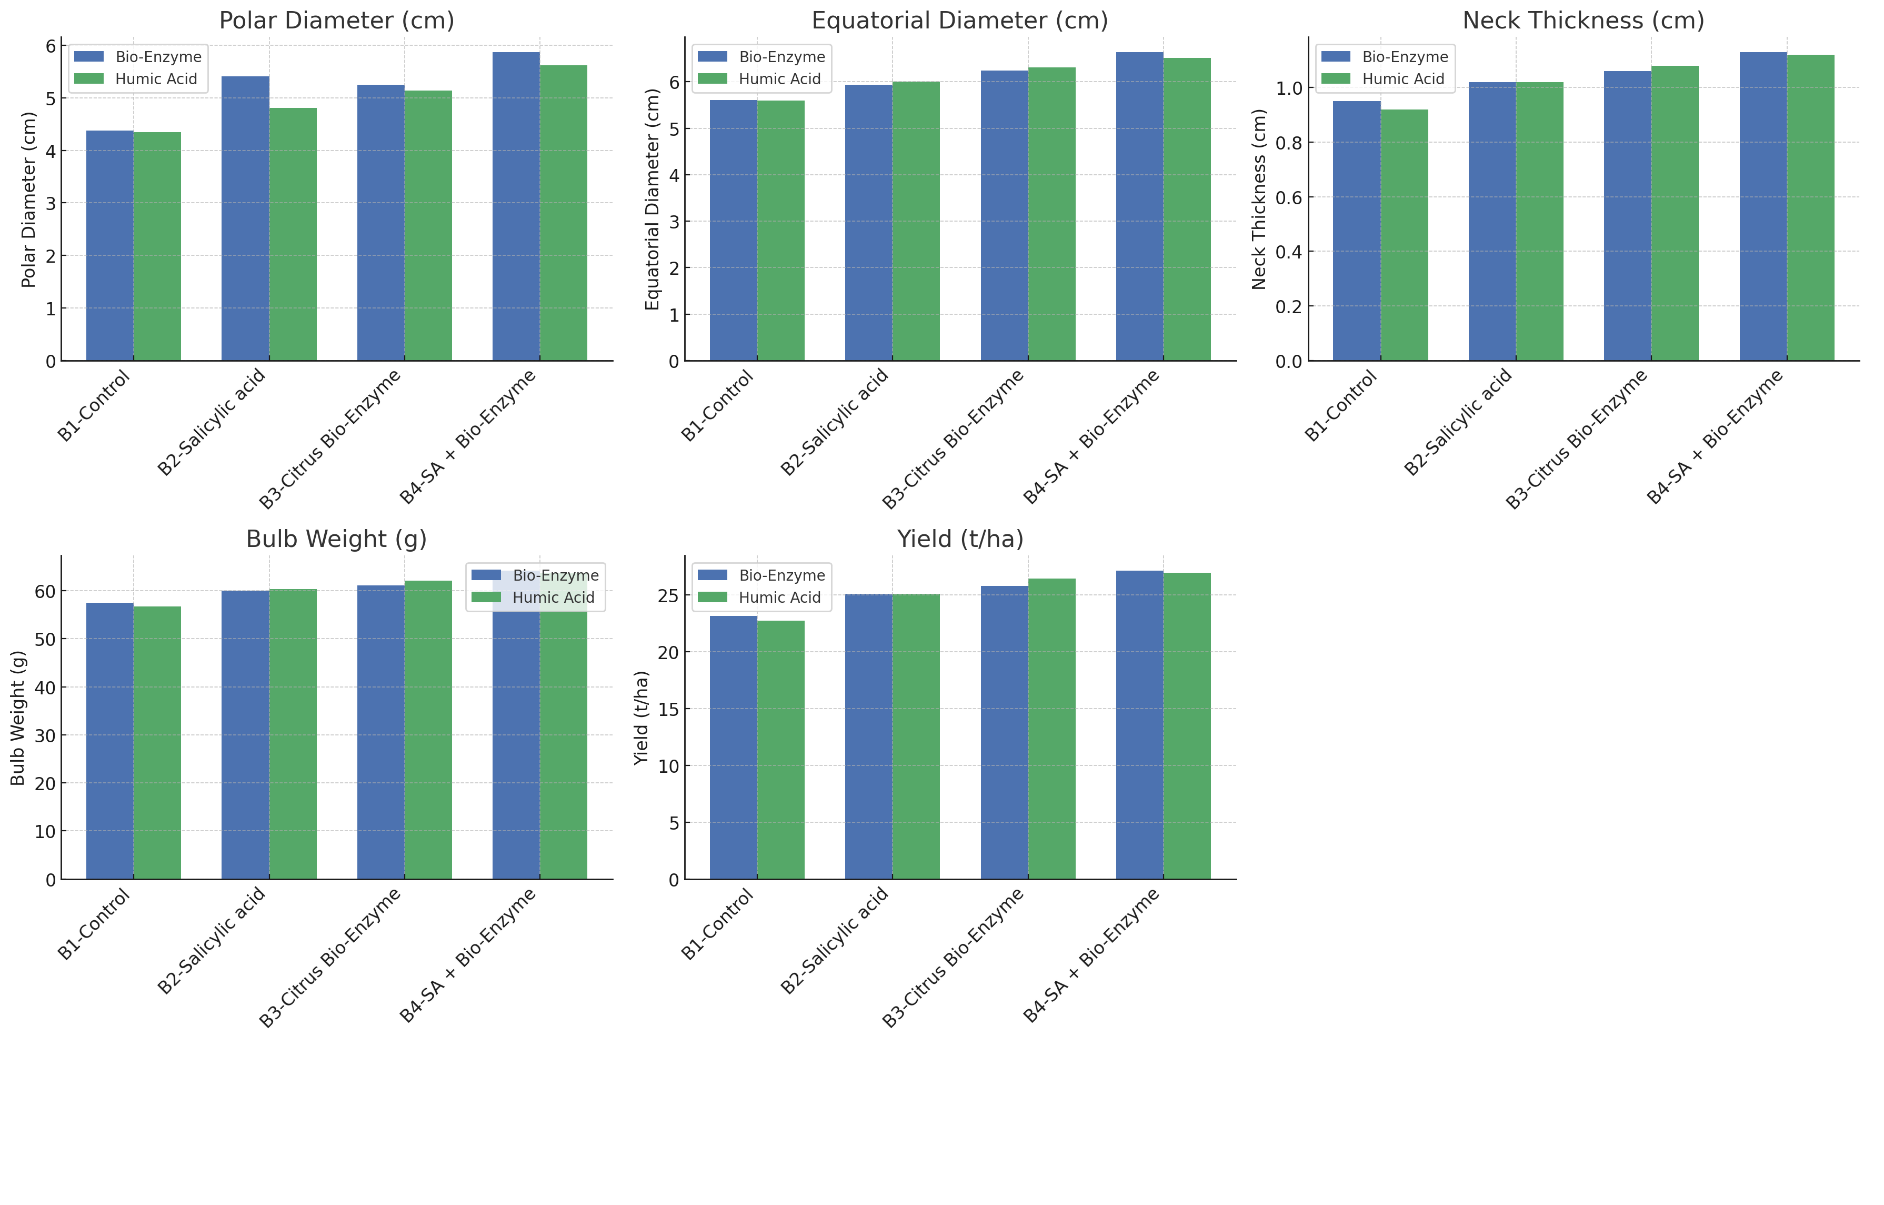 Polar Diameter (cm)
Polar Diameter (cm)
6
5
4
3
2
1
0
Bio-Enzyme
Humic Acid
B1-Control
B2-Salicylic acid
B3-Citrus Bio-Enzyme
B4-SA + Bio-Enzyme
Equatorial Diameter (cm)
Equatorial Diameter (cm)
6
5
4
3
2
1
0
Bio-Enzyme
Humic Acid
B1-Control
B2-Salicylic acid
B3-Citrus Bio-Enzyme
B4-SA + Bio-Enzyme
Neck Thickness (cm)
Neck Thickness (cm)
1.0
0.8
0.6
0.4
0.2
0.0
Bio-Enzyme
Humic Acid
B1-Control
B2-Salicylic acid
B3-Citrus Bio-Enzyme
B4-SA + Bio-Enzyme
Bulb Weight (g)
Bulb Weight (g)
60
50
40
30
20
10
0
Bio-Enzyme
Humic Acid
B1-Control
B2-Salicylic acid
B3-Citrus Bio-Enzyme
B4-SA + Bio-Enzyme
Yield (t/ha)
Yield (t/ha)
25
20
15
10
5
0
Bio-Enzyme
Humic Acid
B1-Control
B2-Salicylic acid
B3-Citrus Bio-Enzyme
B4-SA + Bio-Enzyme